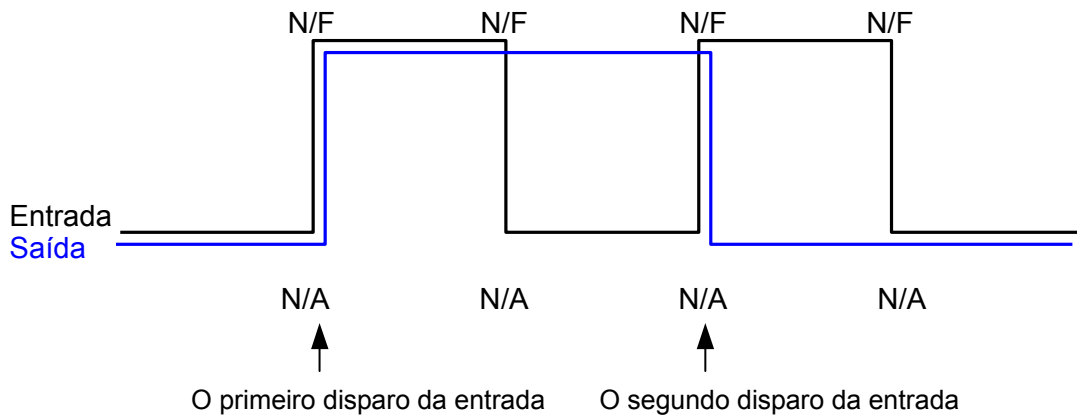 N/F N/F N/F N/F
Entrada
Saída
N/A N/A N/A N/A
O primeiro disparo da entrada O segundo disparo da entrada